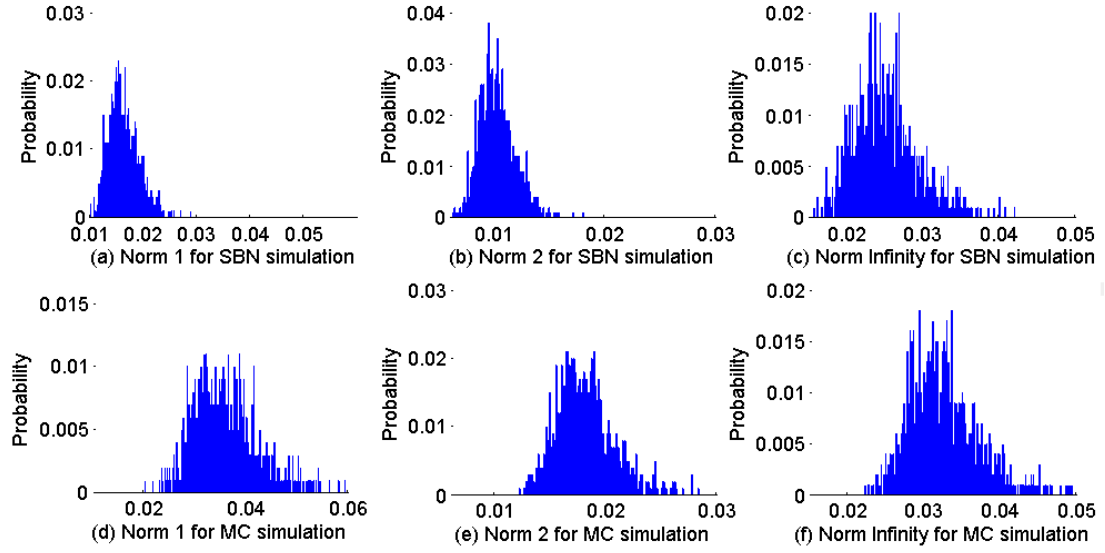 0.03
0.02
0.01
0
Probability
0.01 0.02 0.03 0.04 0.05
(a) Norm 1 for SBN simulation
0.04
0.03
0.02
0.01
0
Probability
0.01 0.02 0.03
(b) Norm 2 for SBN simulation
0.02
0.015
0.01
0.005
0
Probability
0.02 0.03 0.04 0.05
(c) Norm Infinity for SBN simulation
0.015
0.01
0.005
0
Probability
0.02 0.04 0.06
(d) Norm 1 for MC simulation
0.03
0.02
0.01
0
Probability
0.01 0.02 0.03
(e) Norm 2 for MC simulation
0.02
0.015
0.01
0.005
0
Probability
0.02 0.03 0.04 0.05
(f) Norm Infinity for MC simulation